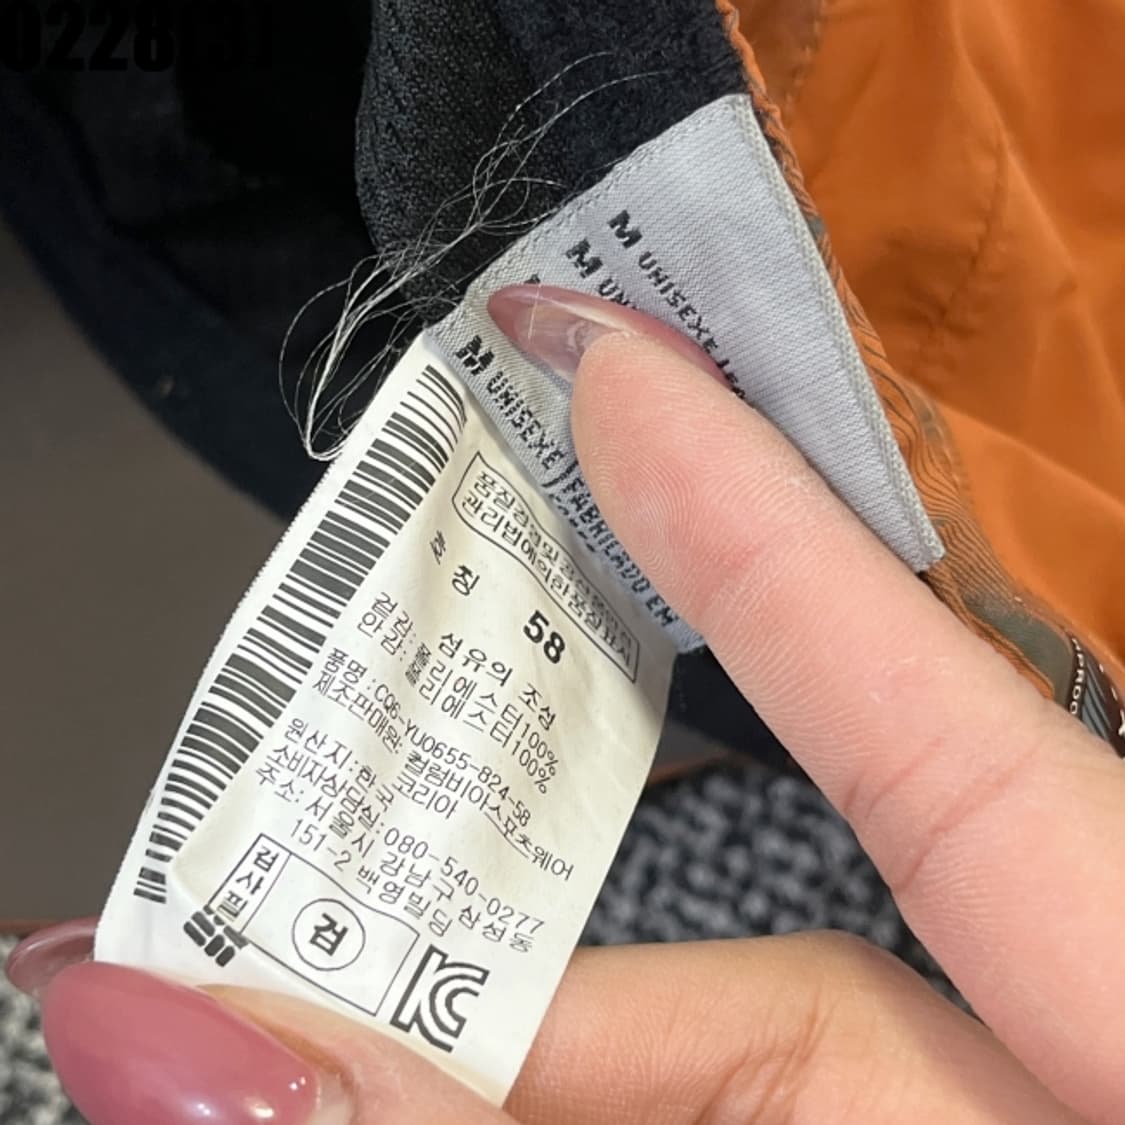 0228(3)
M UNISEXE
M UNI
M UNISEXE / FABRICADO EM
품질경영및공산품안전
관리법에의한품질표시
호 칭 58
섬유의 조성
겉감: 폴리에스터100%
안감: 폴리에스터100%
품명: CQ6-YU0655-824-58
제조판매원: 컬럼비아스포츠웨어
코리아
원산지: 한국
소비자상담실: 080-540-0277
주소: 서울시 강남구 삼성동
151-2 백영빌딩
검사필
검
KC